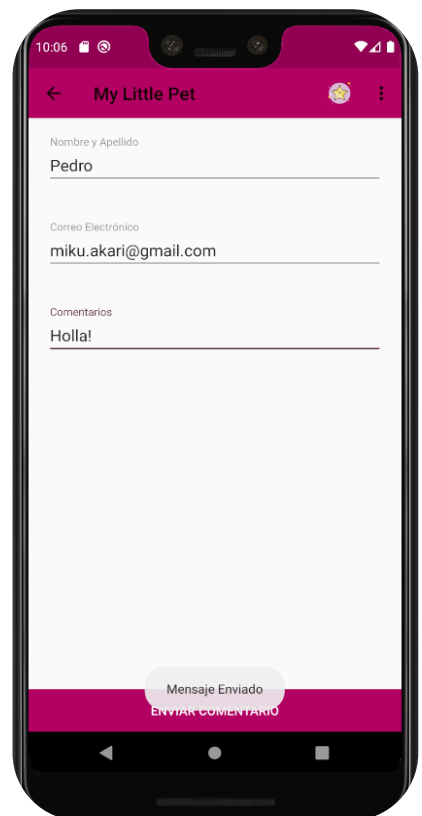 10:06
My Little Pet
Nombre y Apellido
Pedro
Correo Electrónico
miku.akari@gmail.com
Comentarios
Holla!
Mensaje Enviado
ENVIAR COMENTARIO